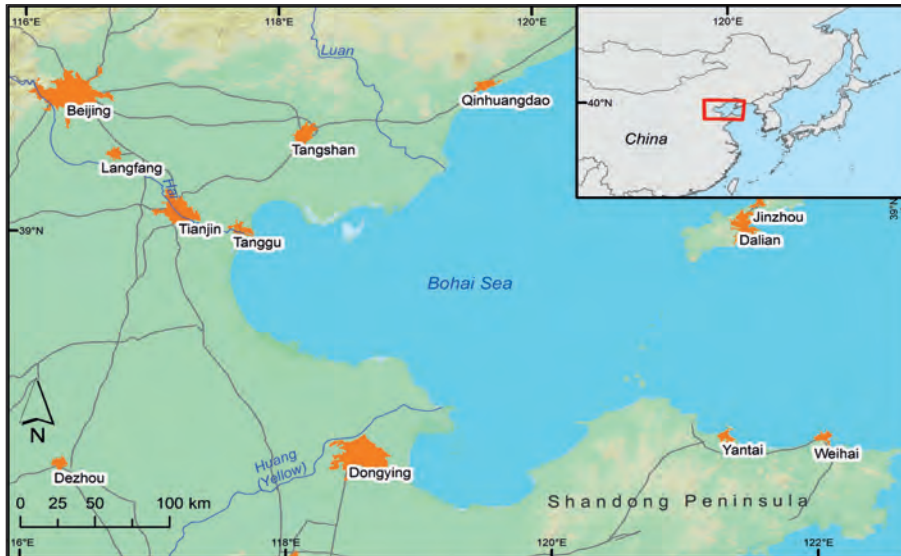 116°E
118°E
120°E
Luan
Beijing
Qinhuangdao
Tangshan
Langfang
Hai
Tianjin
Tanggu
39°N
Bohai Sea
120°E
40°N
China
39°N
Jinzhou
Dalian
N
Dezhou
0 25 50 100 km
Huang
(Yellow)
Dongying
Yantai
Weihai
Shandong Peninsula
116°E
118°E
120°E
122°E